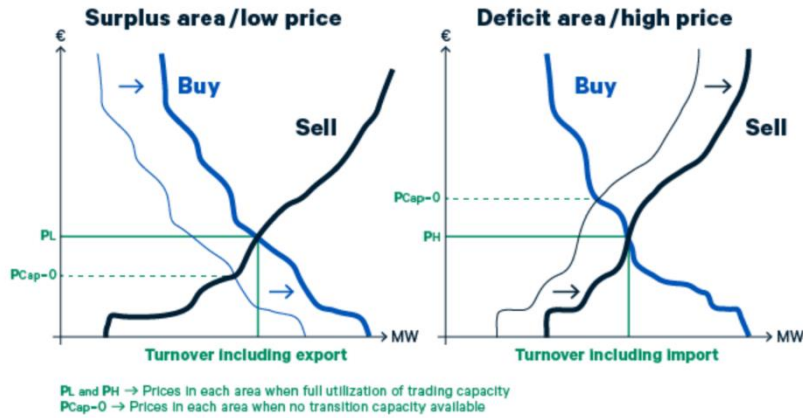 Surplus area/low price
€
Buy
Sell
PL
PCap-0
MW
Turnover including export
Deficit area/high price
€
Buy
Sell
PCap-0
PH
MW
Turnover including import
PL and PH → Prices in each area when full utilization of trading capacity
PCap-0 → Prices in each area when no transition capacity available